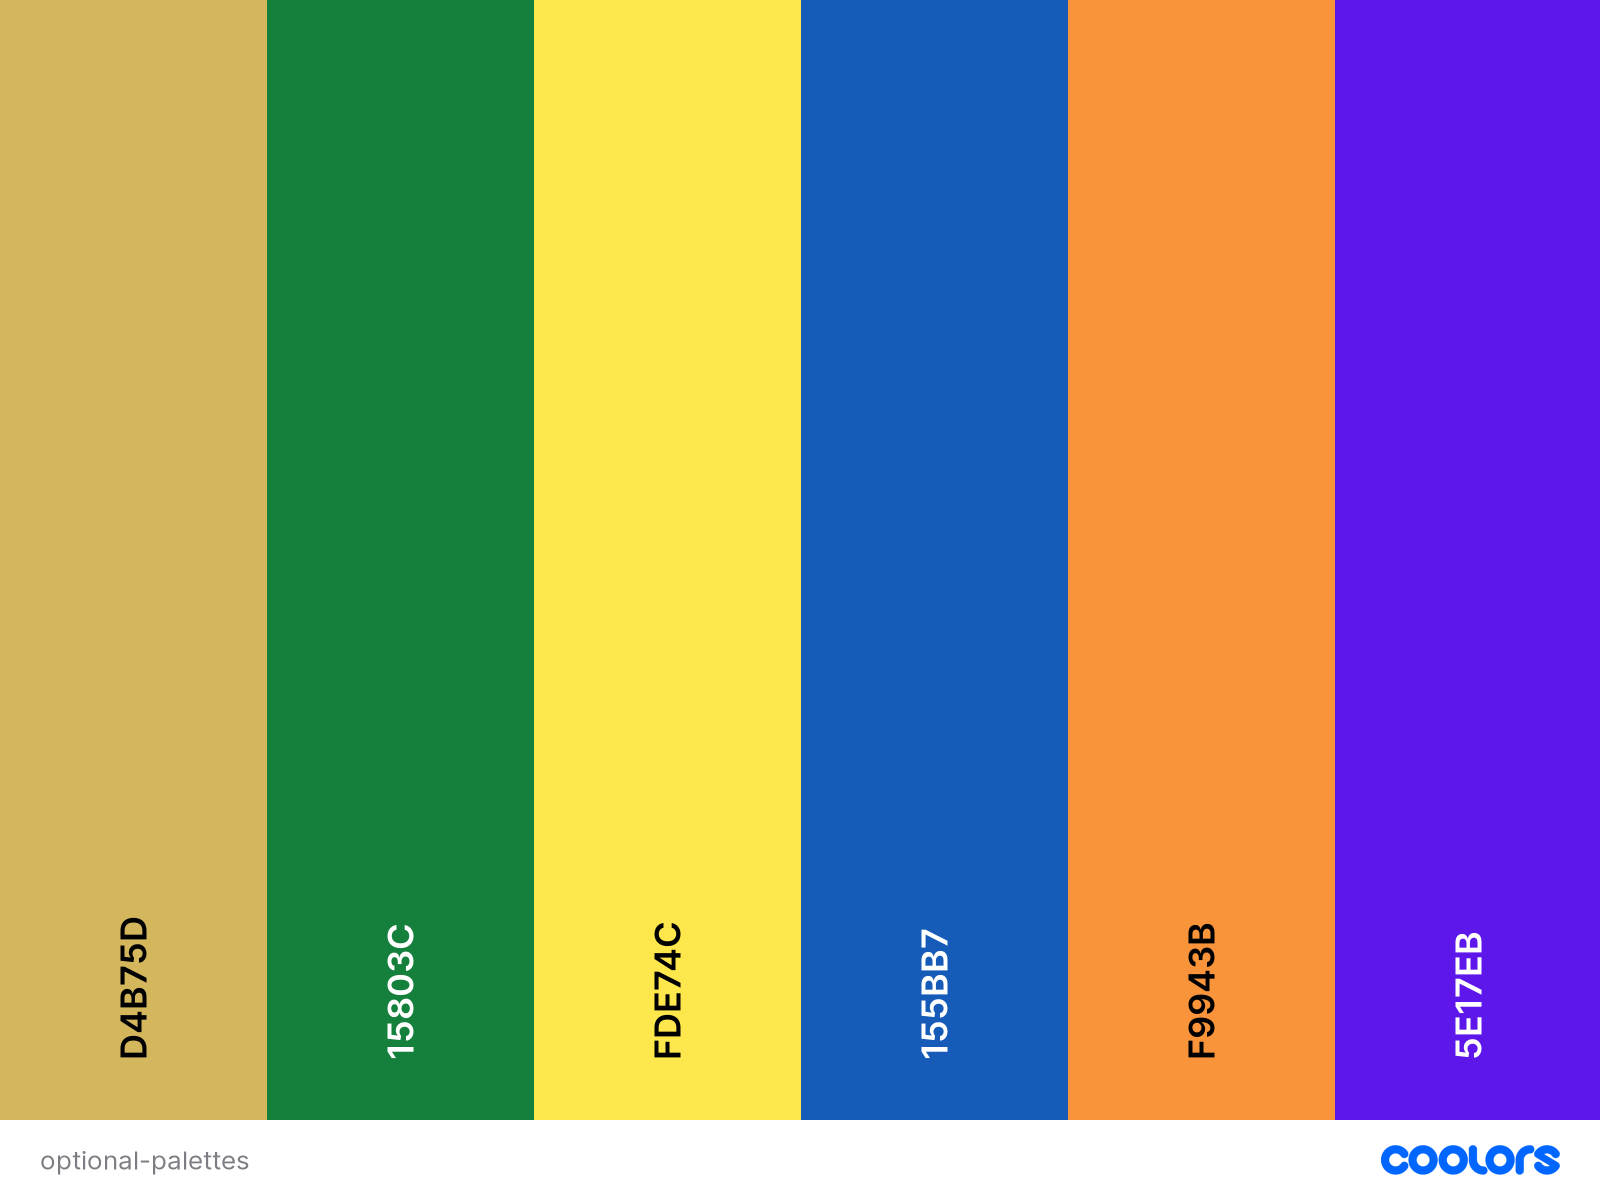 D4B75D
15803C
FDE74C
155BB7
F9943B
5E17EB
optional-palettes
coolors